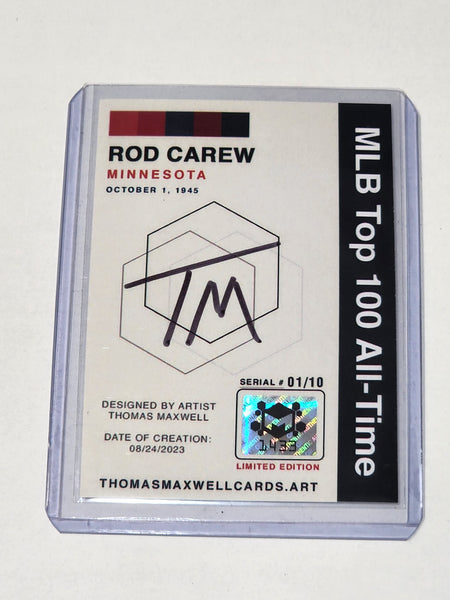 ROD CAREW
MINNESOTA
OCTOBER 1, 1945
TM
SERIAL # 01/10
DESIGNED BY ARTIST
THOMAS MAXWELL
DATE OF CREATION:
08/24/2023
LIMITED EDITION
THOMASMAXWELLCARDS.ART
MLB Top 100 All-Time